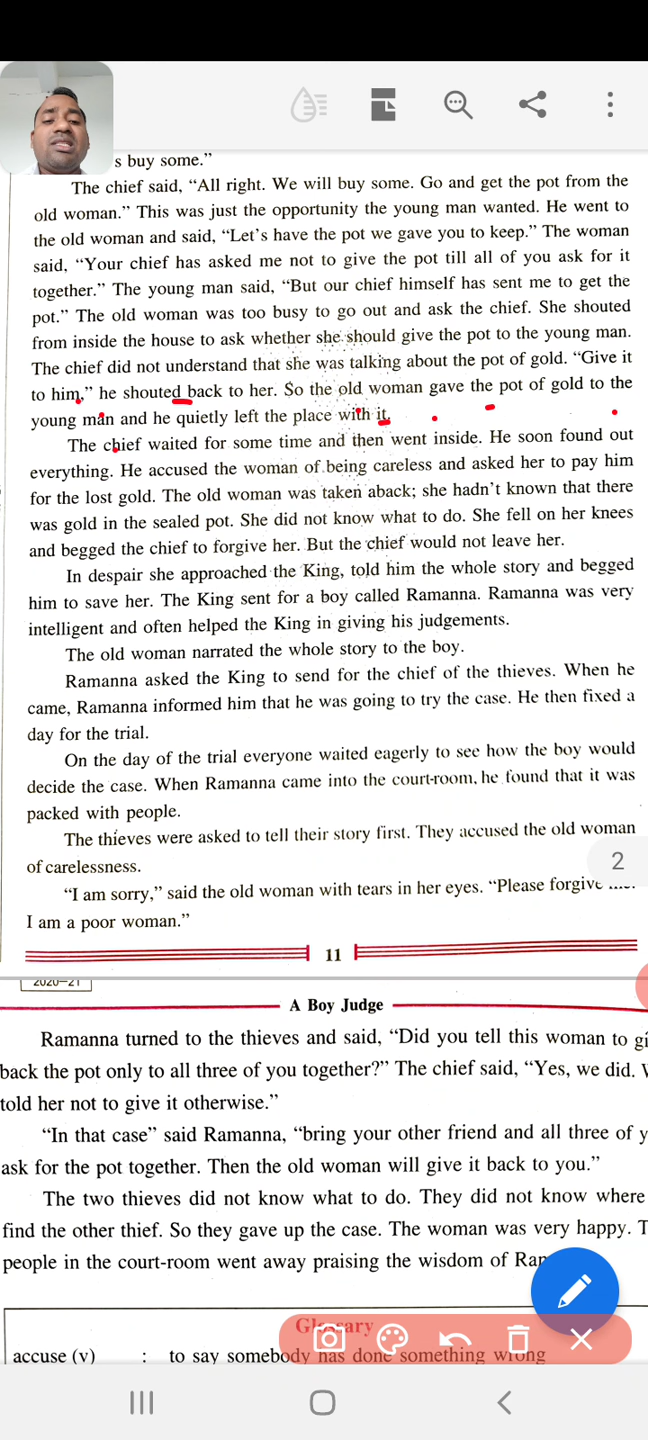 s buy some.”
The chief said, “All right. We will buy some. Go and get the pot from the
old woman.” This was just the opportunity the young man wanted. He went to
the old woman and said, “Let’s have the pot we gave you to keep.” The woman
said, “Your chief has asked me not to give the pot till all of you ask for it
together.” The young man said, “But our chief himself has sent me to get the
pot.” The old woman was too busy to go out and ask the chief. She shouted
from inside the house to ask whether she should give the pot to the young man.
The chief did not understand that she was talking about the pot of gold. “Give it
to him,” he shouted back to her. So the old woman gave the pot of gold to the
young man and he quietly left the place with it.
The chief waited for some time and then went inside. He soon found out
everything. He accused the woman of being careless and asked her to pay him
for the lost gold. The old woman was taken aback; she hadn’t known that there
was gold in the sealed pot. She did not know what to do. She fell on her knees
and begged the chief to forgive her. But the chief would not leave her.
In despair she approached the King, told him the whole story and begged
him to save her. The King sent for a boy called Ramanna. Ramanna was very
intelligent and often helped the King in giving his judgements.
The old woman narrated the whole story to the boy.
Ramanna asked the King to send for the chief of the thieves. When he
came, Ramanna informed him that he was going to try the case. He then fixed a
day for the trial.
On the day of the trial everyone waited eagerly to see how the boy would
decide the case. When Ramanna came into the court-room, he found that it was
packed with people.
The thieves were asked to tell their story first. They accused the old woman
of carelessness.
2
“I am sorry,” said the old woman with tears in her eyes. “Please forgive
I am a poor woman.”
11
2020-21
A Boy Judge
Ramanna turned to the thieves and said, “Did you tell this woman to gi
back the pot only to all three of you together?” The chief said, “Yes, we did.
told her not to give it otherwise.”
“In that case” said Ramanna, “bring your other friend and all three of y
ask for the pot together. Then the old woman will give it back to you.”
The two thieves did not know what to do. They did not know where
find the other thief. So they gave up the case. The woman was very happy. T
people in the court-room went away praising the wisdom of Ra
Glossary
accuse (v) : to say somebody has done something wrong